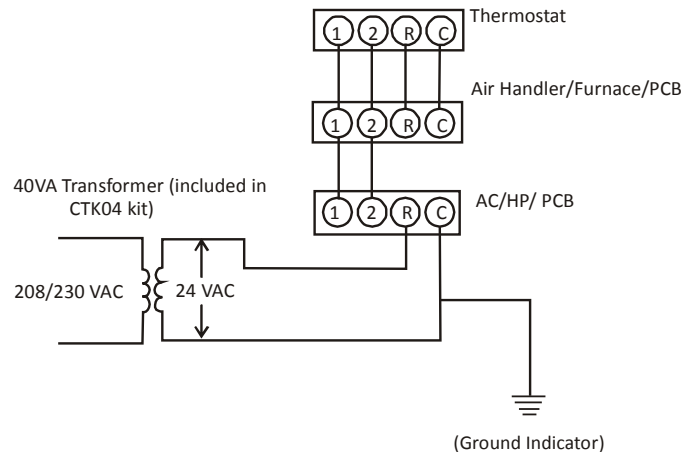 Thermostat
1 2 R C
Air Handler/Furnace/PCB
1 2 R C
40VA Transformer (included in
CTK04 kit)
AC/HP/ PCB
1 2 R C
208/230 VAC
24 VAC
(Ground Indicator)